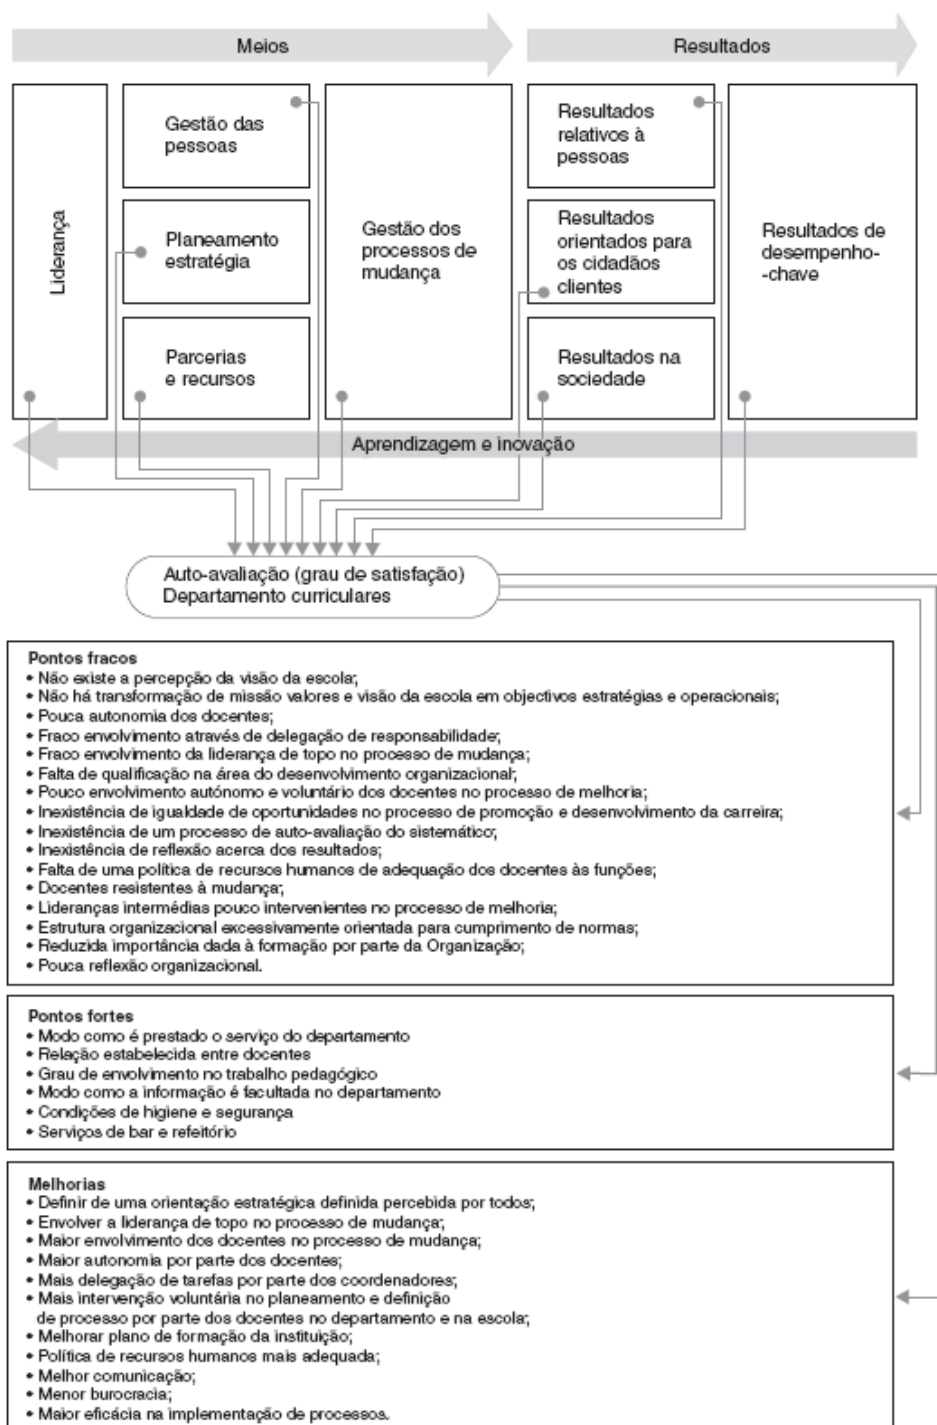 Meios
Resultados
Liderança
Gestão das
pessoas
Planeamento
estratégia
Parcerias
e recursos
Gestão dos
processos de
mudança
Resultados
relativos à
pessoas
Resultados
orientados para
os cidadãos
clientes
Resultados na
sociedade
Resultados de
desempenho-
-chave
Aprendizagem e inovação
Auto-avaliação (grau de satisfação)
Departamento curriculares
Pontos fracos
• Não existe a percepção da visão da escola;
• Não há transformação de missão valores e visão da escola em objectivos estratégias e operacionais;
• Pouca autonomia dos docentes;
• Fraco envolvimento através de delegação de responsabilidade;
• Fraco envolvimento da liderança de topo no processo de mudança;
• Falta de qualificação na área do desenvolvimento organizacional;
• Pouco envolvimento autónomo e voluntário dos docentes no processo de melhoria;
• Inexistência de igualdade de oportunidades no processo de promoção e desenvolvimento da carreira;
• Inexistência de um processo de auto-avaliação do sistemático;
• Inexistência de reflexão acerca dos resultados;
• Falta de uma política de recursos humanos de adequação dos docentes às funções;
• Docentes resistentes à mudança;
• Lideranças intermédias pouco intervenientes no processo de melhoria;
• Estrutura organizacional excessivamente orientada para cumprimento de normas;
• Reduzida importância dada à formação por parte da Organização;
• Pouca reflexão organizacional.
Pontos fortes
• Modo como é prestado o serviço do departamento
• Relação estabelecida entre docentes
• Grau de envolvimento no trabalho pedagógico
• Modo como a informação é facultada no departamento
• Condições de higiene e segurança
• Serviços de bar e refeitório
Melhorias
• Definir de uma orientação estratégica definida percebida por todos;
• Envolver a liderança de topo no processo de mudança;
• Maior envolvimento dos docentes no processo de mudança;
• Maior autonomia por parte dos docentes;
• Mais delegação de tarefas por parte dos coordenadores;
• Mais intervenção voluntária no planeamento e definição
de processo por parte dos docentes no departamento e na escola;
• Melhorar plano de formação da instituição;
• Política de recursos humanos mais adequada;
• Melhor comunicação;
• Menor burocracia;
• Maior eficácia na implementação de processos.